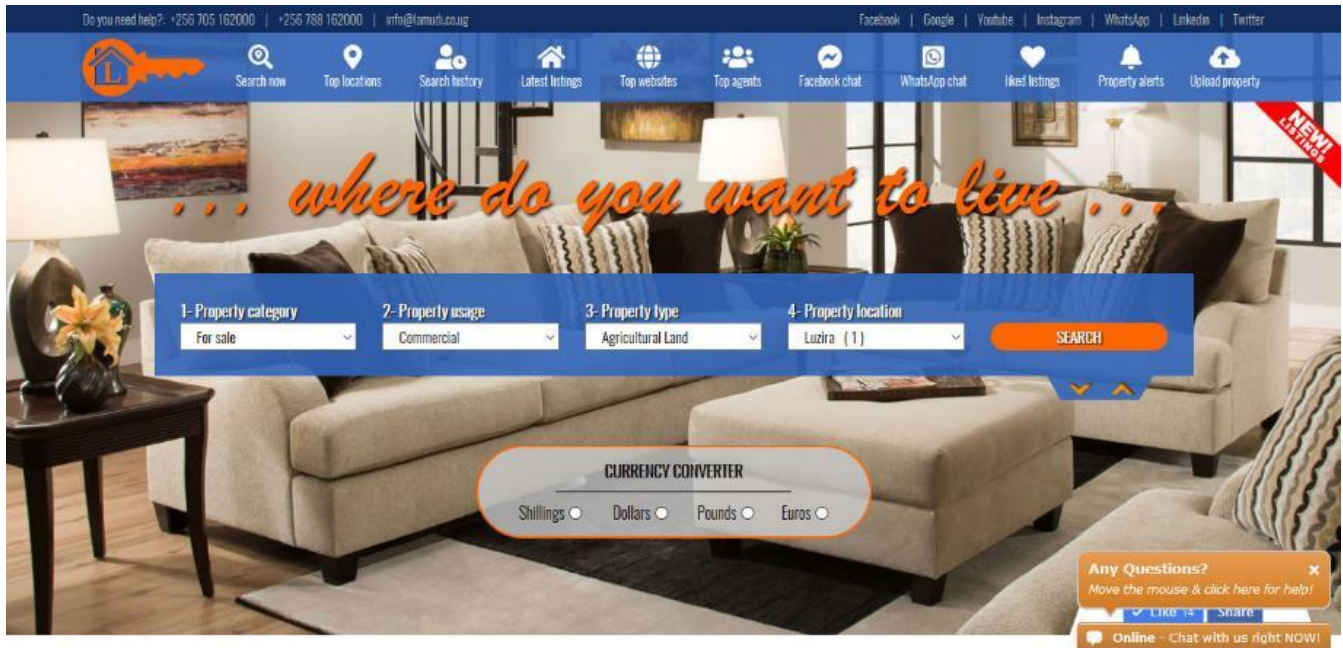 Do you need help?: +256 705 162000 | +256 788 162000 | info@lamudi.co.ug
Facebook | Google | Youtube | Instagram | WhatsApp | Linkedin | Twitter
L
Search now
Top locations
Search history
Latest listings
Top websites
Top agents
Facebook chat
WhatsApp chat
liked listings
Property alerts
Upload property
NEW!
LISTINGS
... where do you want to live ...
1- Property category
2- Property usage
3- Property type
4- Property location
For sale
Commercial
Agricultural Land
Luzira ( 1 )
SEARCH
CURRENCY CONVERTER
Shillings
Dollars
Pounds
Euros
Any Questions? x
Move the mouse & click here for help!
Like 14 Share
Online - Chat with us right NOW!